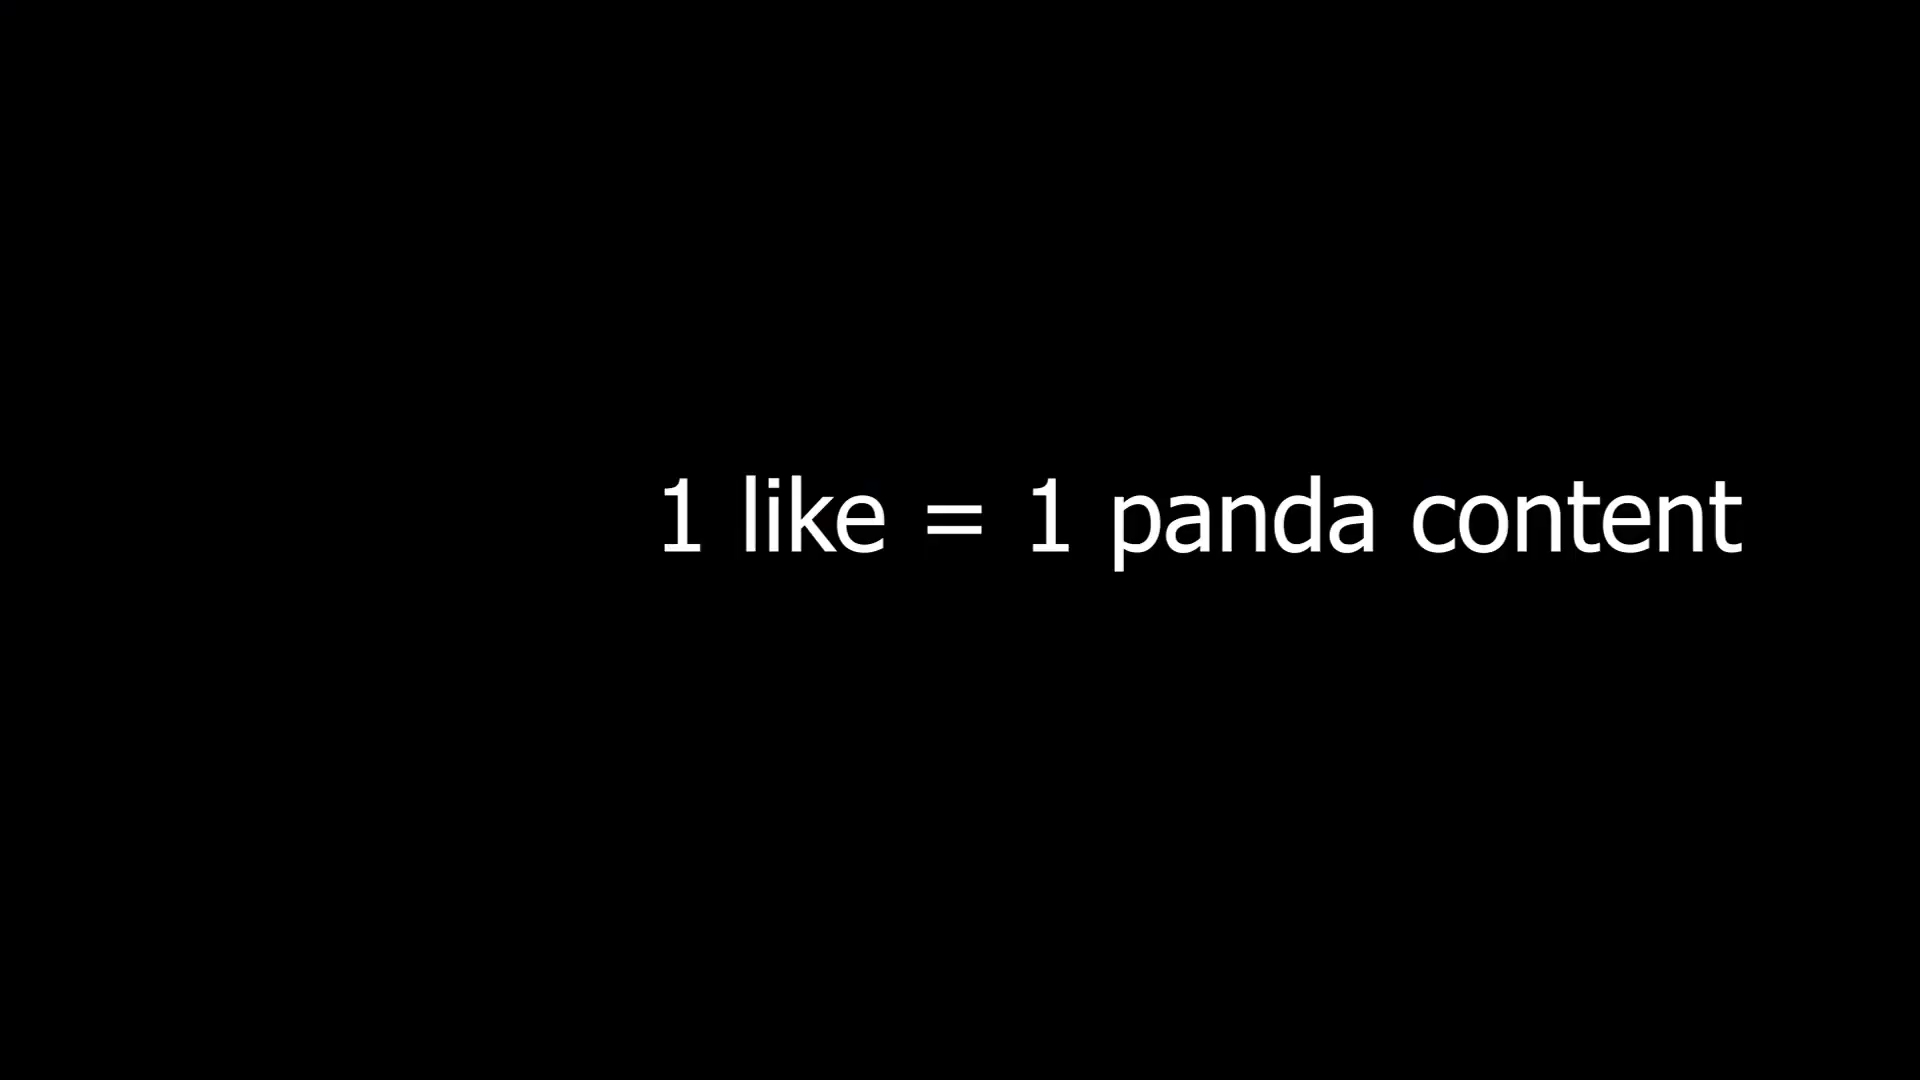 1 like = 1 panda content